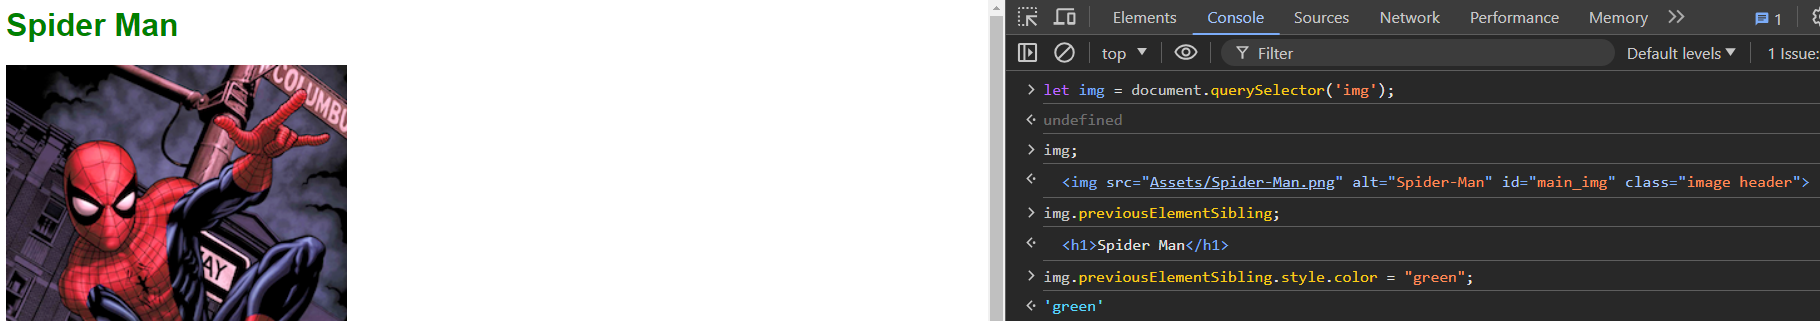 Spider Man
COLUMBU
AY
Elements Console Sources Network Performance Memory 1
top Filter Default levels 1 Issue:
let img = document.querySelector('img');
undefined
img;
<img src="Assets/Spider-Man.png" alt="Spider-Man" id="main_img" class="image header">
img.previousElementSibling;
<h1>Spider Man</h1>
img.previousElementSibling.style.color = "green";
'green'